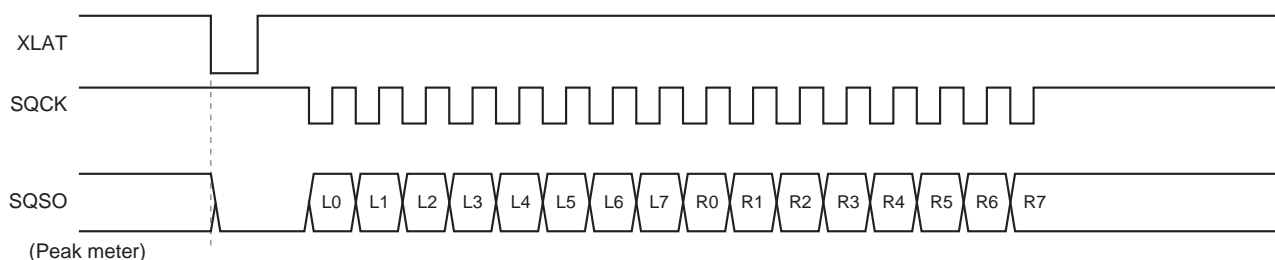 XLAT
SQCK
SQSO L0 L1 L2 L3 L4 L5 L6 L7 R0 R1 R2 R3 R4 R5 R6 R7
(Peak meter)